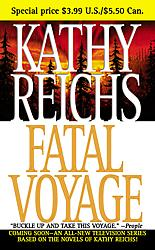 Special price $3.99 U.S./$5.50 Can.
KATHY
REICHS
FATAL
VOYAGE
"BUCKLE UP AND TAKE THIS VOYAGE." —People
COMING SOON—AN ALL-NEW TELEVISION SERIES
BASED ON THE NOVELS OF KATHY REICHS!